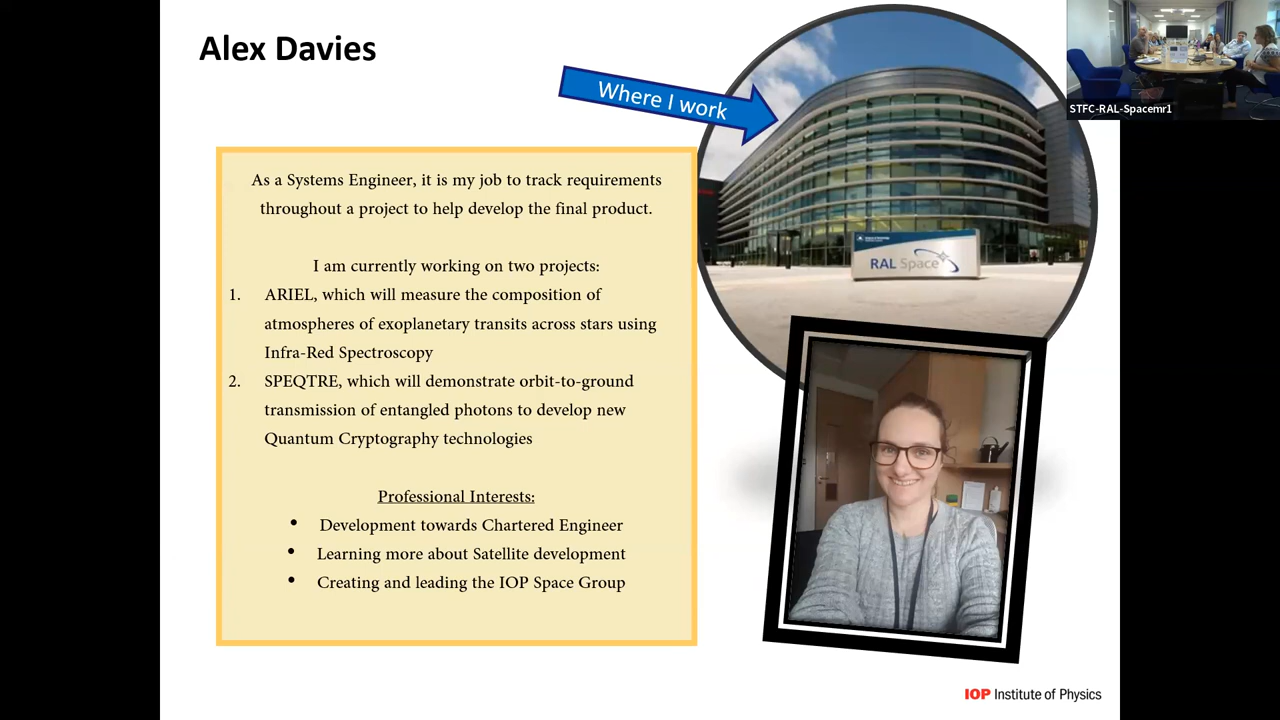 Alex Davies
Where I work
STFC-RAL-Spacemr1
As a Systems Engineer, it is my job to track requirements
throughout a project to help develop the final product.
I am currently working on two projects:
1. ARIEL, which will measure the composition of
atmospheres of exoplanetary transits across stars using
Infra-Red Spectroscopy
2. SPEQTRE, which will demonstrate orbit-to-ground
transmission of entangled photons to develop new
Quantum Cryptography technologies
Professional Interests:
• Development towards Chartered Engineer
• Learning more about Satellite development
• Creating and leading the IOP Space Group
RAL Space
IOP Institute of Physics